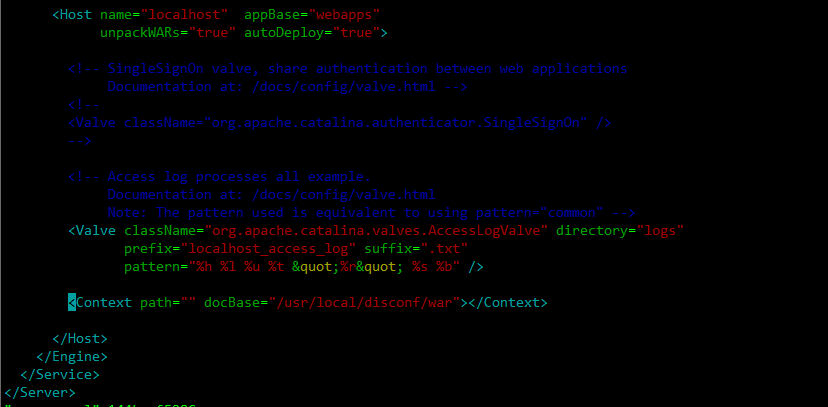 <Host name="localhost"  appBase="webapps"
unpackWARs="true" autoDeploy="true">
<!-- SingleSignOn valve, share authentication between web applications
Documentation at: /docs/config/valve.html -->
<!--
<Valve className="org.apache.catalina.authenticator.SingleSignOn" />
-->
<!-- Access log processes all example.
Documentation at: /docs/config/valve.html
Note: The pattern used is equivalent to using pattern="common" -->
<Valve className="org.apache.catalina.valves.AccessLogValve" directory="logs"
prefix="localhost_access_log" suffix=".txt"
pattern="%h %l %u %t &quot;%r&quot; %s %b" />
<Context path="" docBase="/usr/local/disconf/war"></Context>
</Host>
</Engine>
</Service>
</Server>